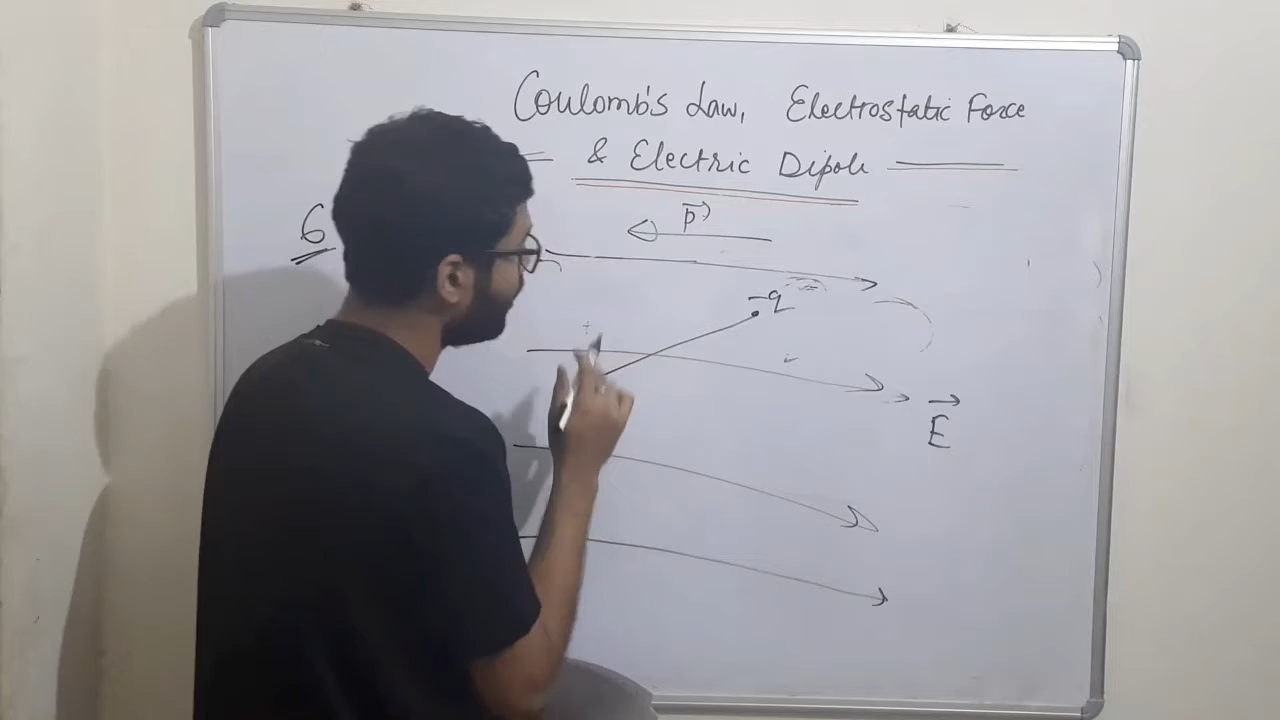 Coulomb's Law, Electrostatic Force
& Electric Dipole
6
p
-q
+
E